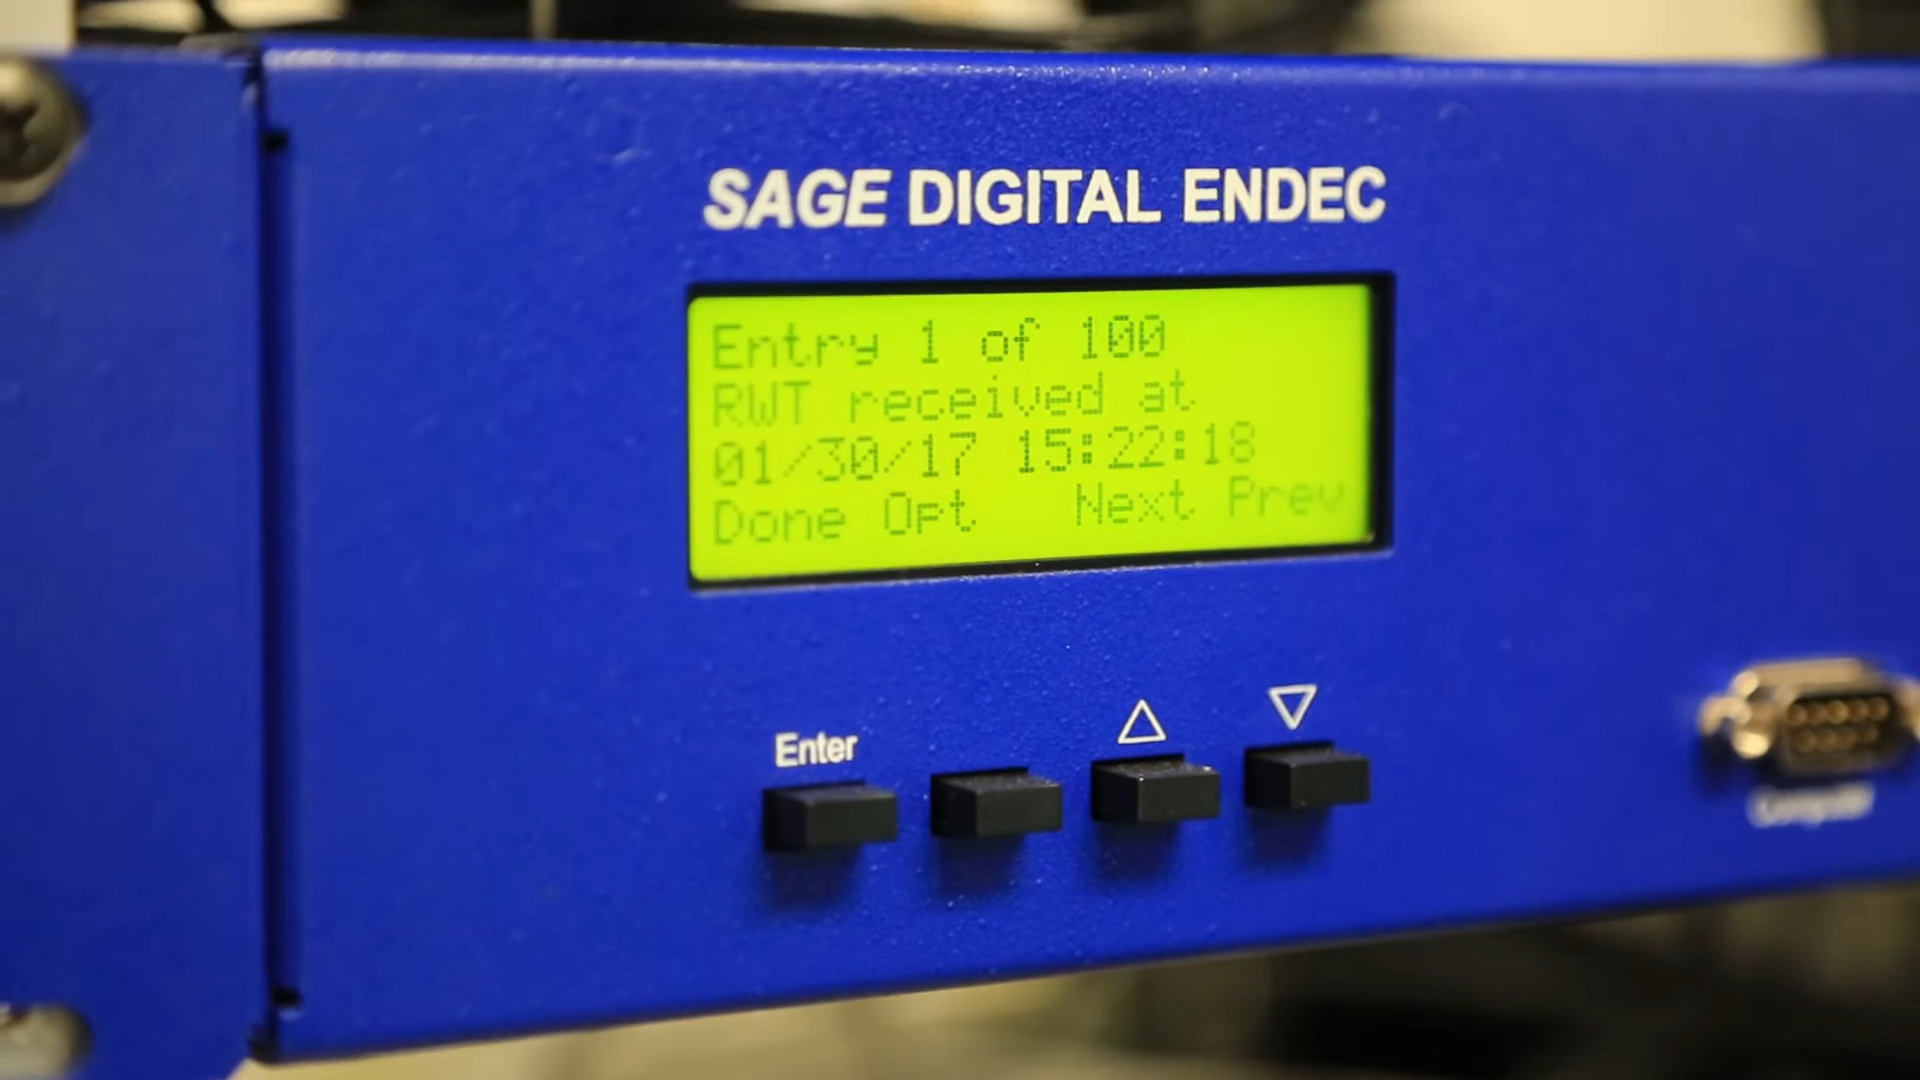 SAGE DIGITAL ENDEC
Entry 1 of 100
RWT received at
01/30/17 15:22:18
Done Opt Next Prev
Enter
Computer